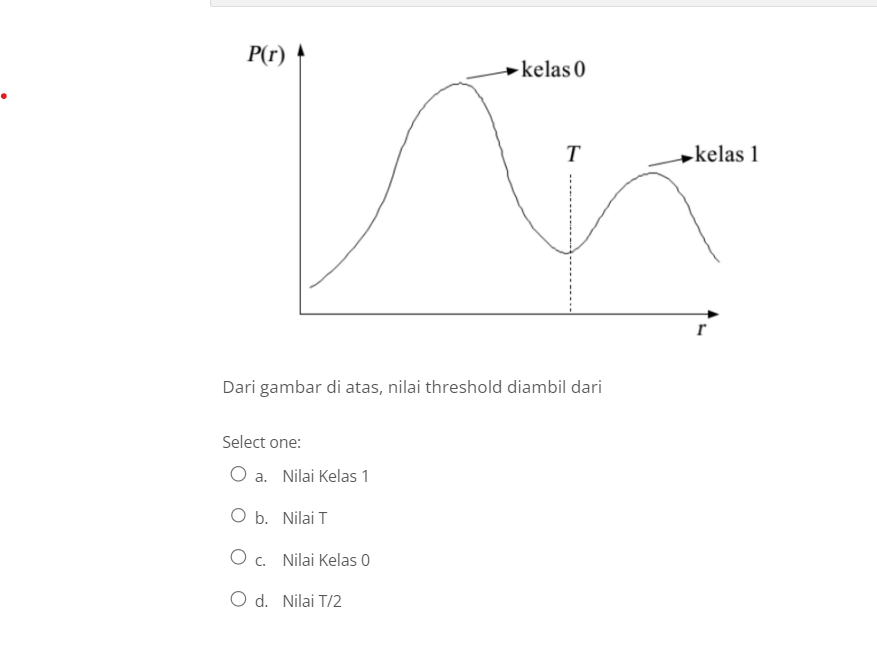 P(r)
kelas 0
T
kelas 1
r
Dari gambar di atas, nilai threshold diambil dari
Select one:
a. Nilai Kelas 1
b. Nilai T
c. Nilai Kelas 0
d. Nilai T/2